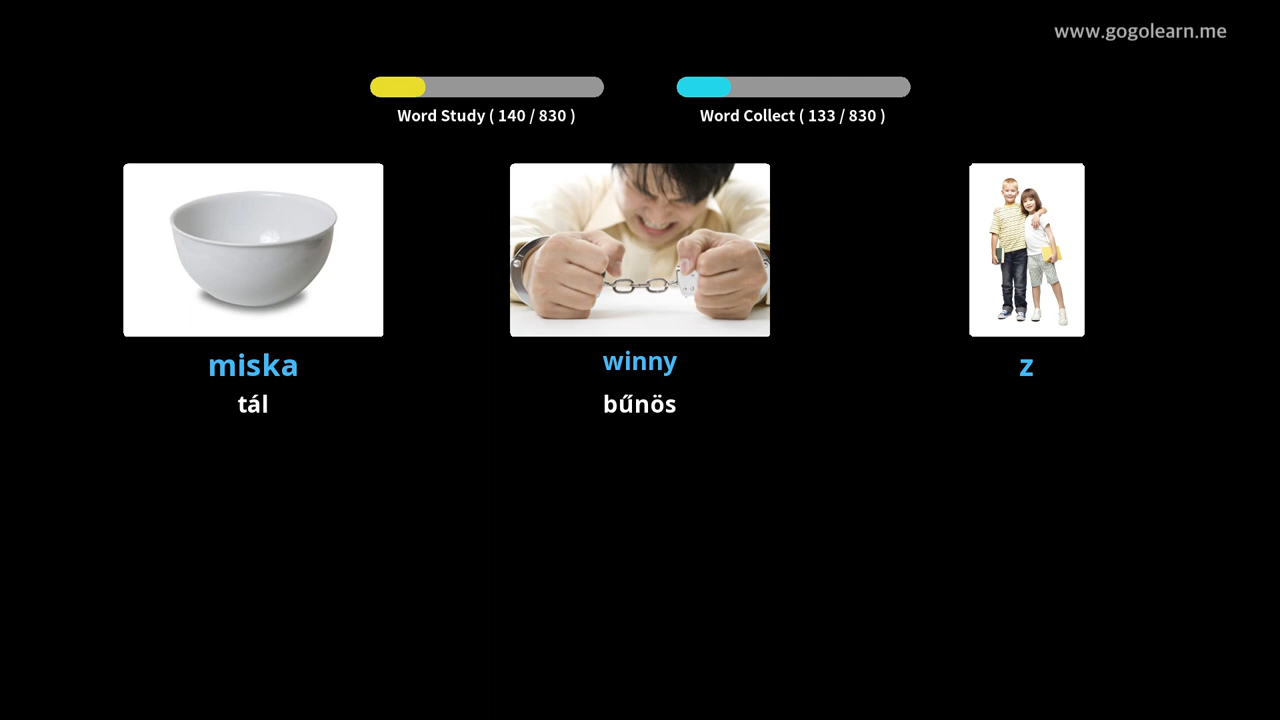 www.gogolearn.me
Word Study ( 140 / 830 )
Word Collect ( 133 / 830 )
miska
winny
z
tál
bűnös